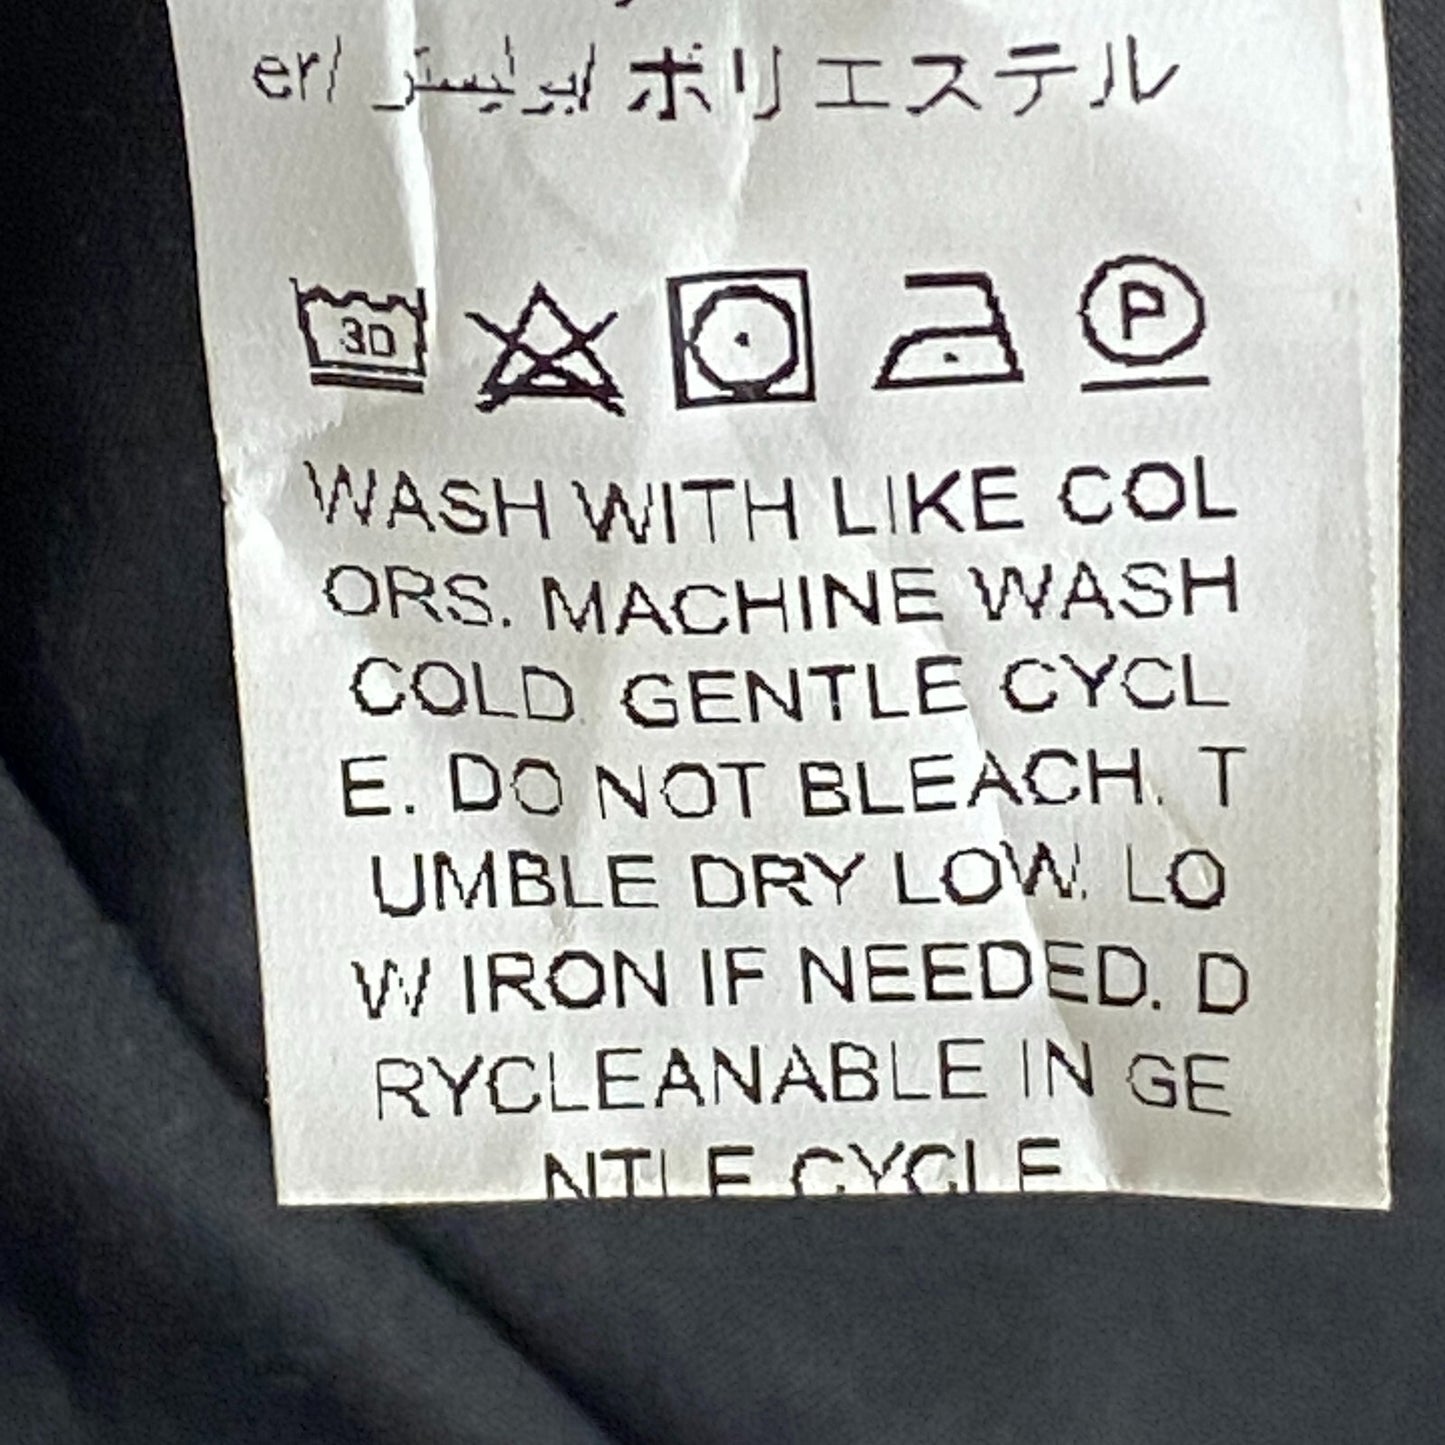 er/ بوليستر/ ポリエステル
30 P
WASH WITH LIKE COL
ORS. MACHINE WASH
COLD GENTLE CYCL
E. DO NOT BLEACH. T
UMBLE DRY LOW. LO
W IRON IF NEEDED. D
RYCLEANABLE IN GE
NTLE CYCLE